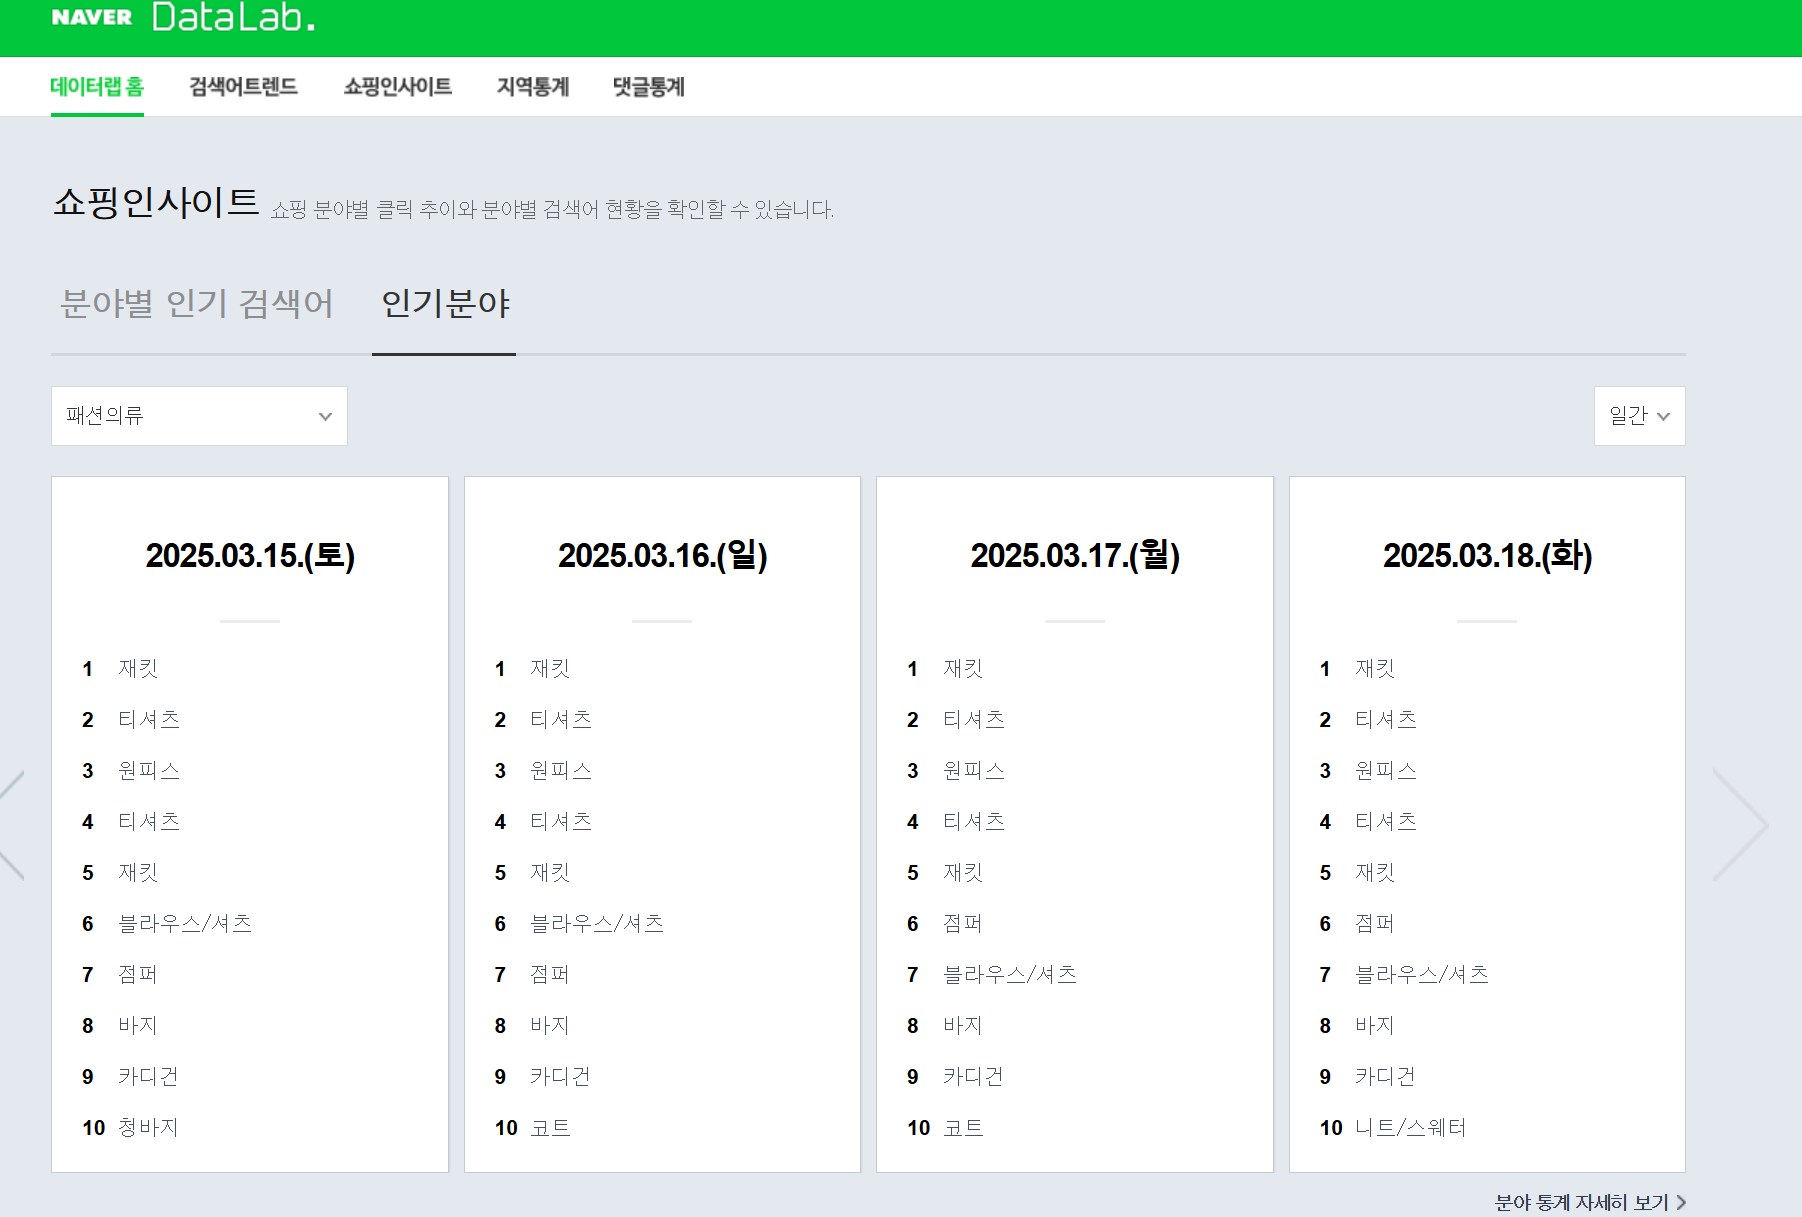 NAVER DataLab.
데이터랩 홈 검색어트렌드 쇼핑인사이트 지역통계 댓글통계
쇼핑인사이트 쇼핑 분야별 클릭 추이와 분야별 검색어 현황을 확인할 수 있습니다.
분야별 인기 검색어 인기분야
패션의류 일간
2025.03.15.(토)
1 재킷
2 티셔츠
3 원피스
4 티셔츠
5 재킷
6 블라우스/셔츠
7 점퍼
8 바지
9 카디건
10 청바지
2025.03.16.(일)
1 재킷
2 티셔츠
3 원피스
4 티셔츠
5 재킷
6 블라우스/셔츠
7 점퍼
8 바지
9 카디건
10 코트
2025.03.17.(월)
1 재킷
2 티셔츠
3 원피스
4 티셔츠
5 재킷
6 점퍼
7 블라우스/셔츠
8 바지
9 카디건
10 코트
2025.03.18.(화)
1 재킷
2 티셔츠
3 원피스
4 티셔츠
5 재킷
6 점퍼
7 블라우스/셔츠
8 바지
9 카디건
10 니트/스웨터
분야 통계 자세히 보기